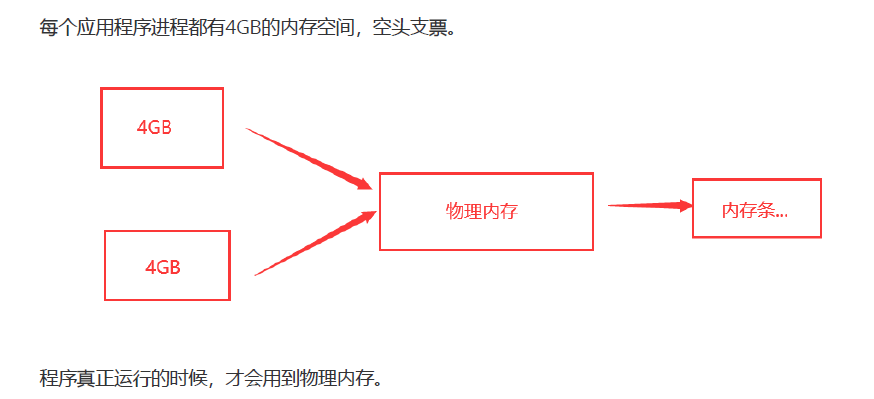 每个应用程序进程都有4GB的内存空间，空头支票。
4GB
物理内存
内存条...
4GB
程序真正运行的时候，才会用到物理内存。